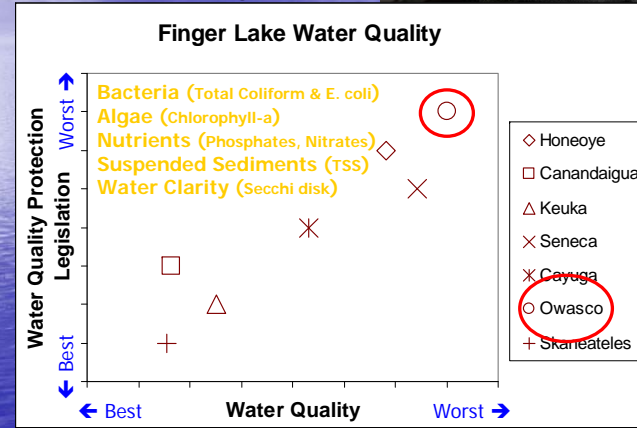 Finger Lake Water Quality
Bacteria (Total Coliform & E. coli)
Algae (Chlorophyll-a)
Nutrients (Phosphates, Nitrates)
Suspended Sediments (TSS)
Water Clarity (Secchi disk)
Water Quality Protection
Legislation
← Best
Worst →
← Best
Water Quality
Worst →
Honeoye
Canandaigua
Keuka
Seneca
Cayuga
Owasco
Skaneateles